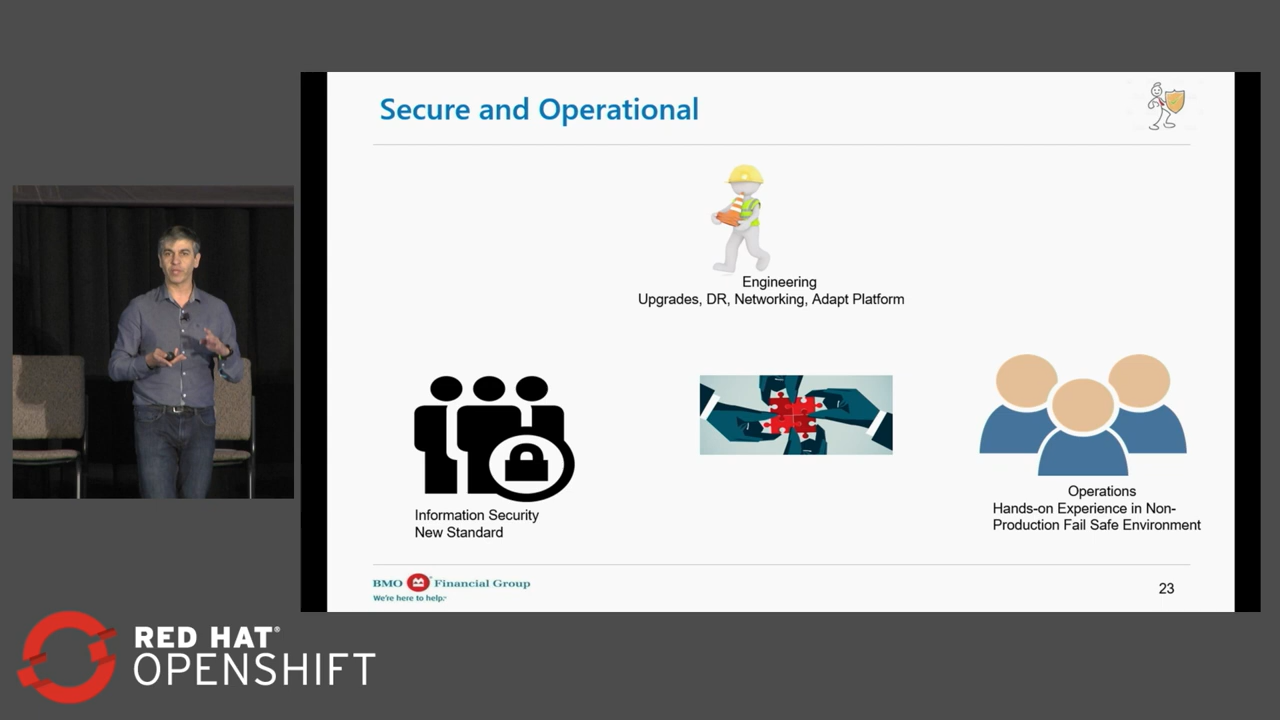 Secure and Operational
Engineering
Upgrades, DR, Networking, Adapt Platform
Information Security
New Standard
Operations
Hands-on Experience in Non-
Production Fail Safe Environment
BMO Financial Group
We're here to help.
23
RED HAT®
OPENSHIFT